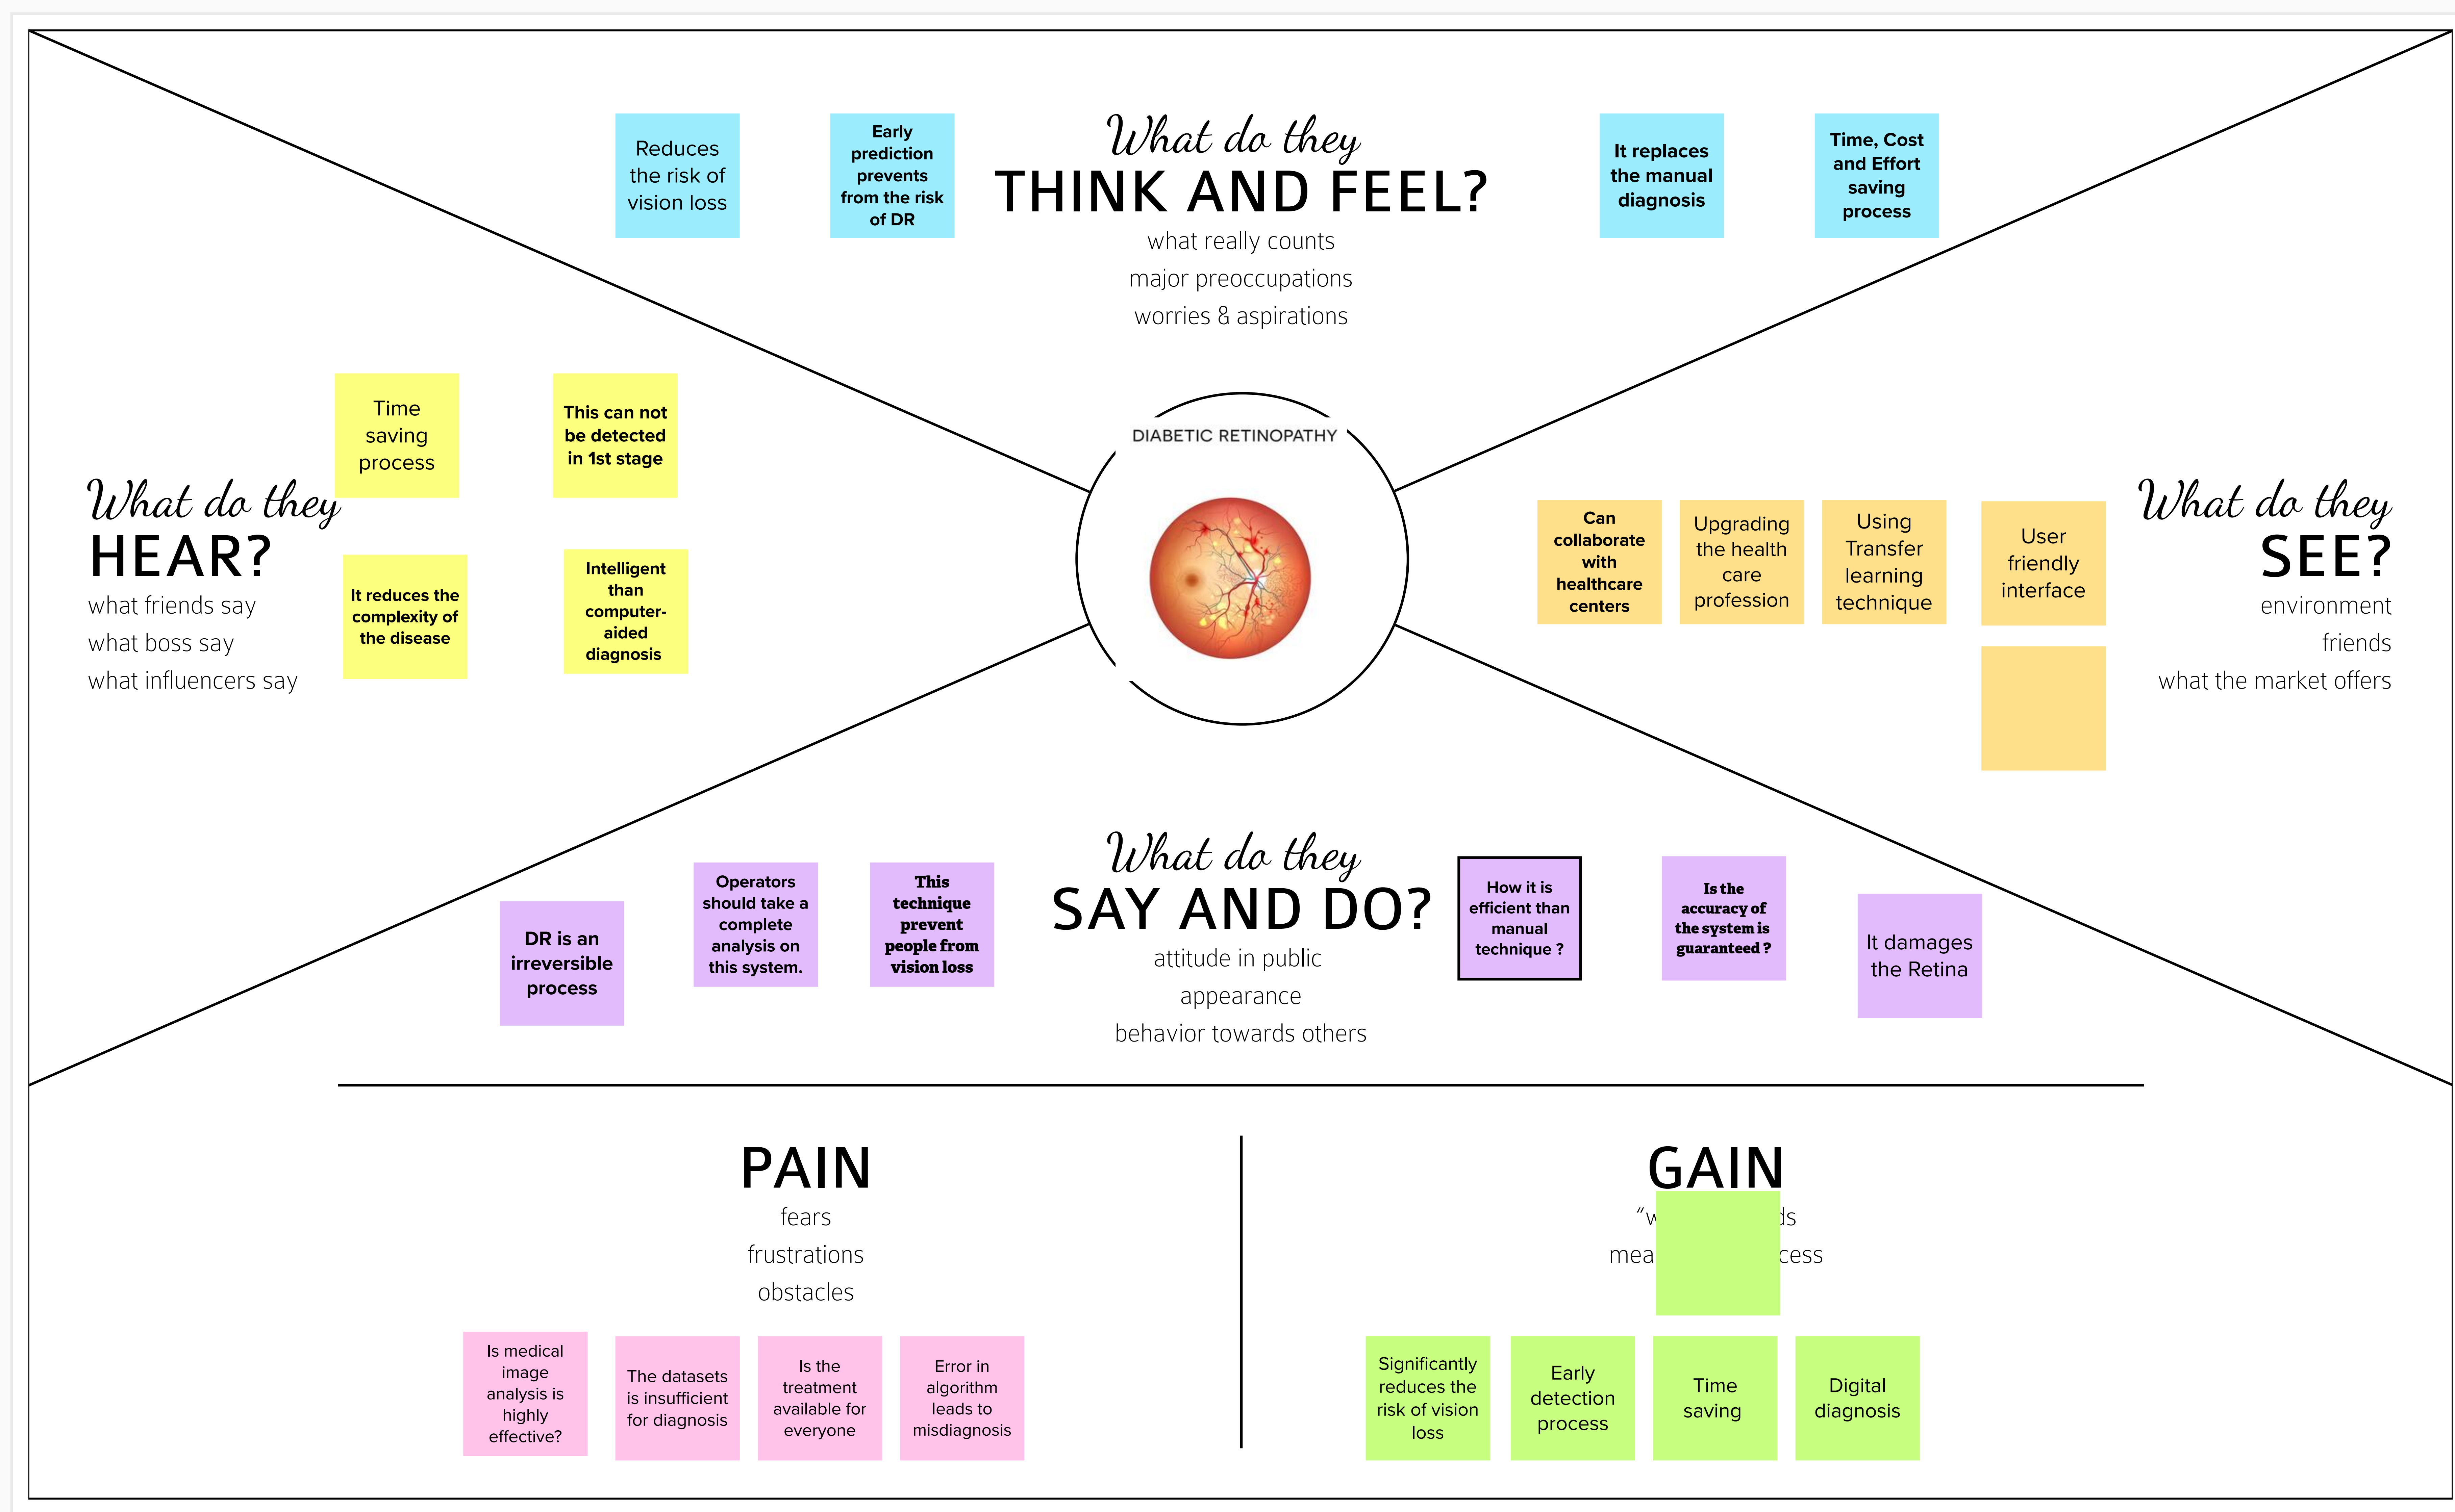 What do they
THINK AND FEEL?
what really counts
major preoccupations
worries & aspirations
Reduces
the risk of
vision loss
Early
prediction
prevents
from the risk
of DR
It replaces
the manual
diagnosis
Time, Cost
and Effort
saving
process
What do they
HEAR?
what friends say
what boss say
what influencers say
Time
saving
process
This can not
be detected
in 1st stage
It reduces the
complexity of
the disease
Intelligent
than
computer-
aided
diagnosis
DIABETIC RETINOPATHY
Can
collaborate
with
healthcare
centers
Upgrading
the health
care
profession
Using
Transfer
learning
technique
User
friendly
interface
What do they
SEE?
environment
friends
what the market offers
What do they
SAY AND DO?
attitude in public
appearance
behavior towards others
DR is an
irreversible
process
Operators
should take a
complete
analysis on
this system.
This
technique
prevent
people from
vision loss
How it is
efficient than
manual
technique ?
Is the
accuracy of
the system is
guaranteed ?
It damages
the Retina
PAIN
fears
frustrations
obstacles
Is medical
image
analysis is
highly
effective?
The datasets
is insufficient
for diagnosis
Is the
treatment
available for
everyone
Error in
algorithm
leads to
misdiagnosis
GAIN
Significantly
reduces the
risk of vision
loss
Early
detection
process
Time
saving
Digital
diagnosis